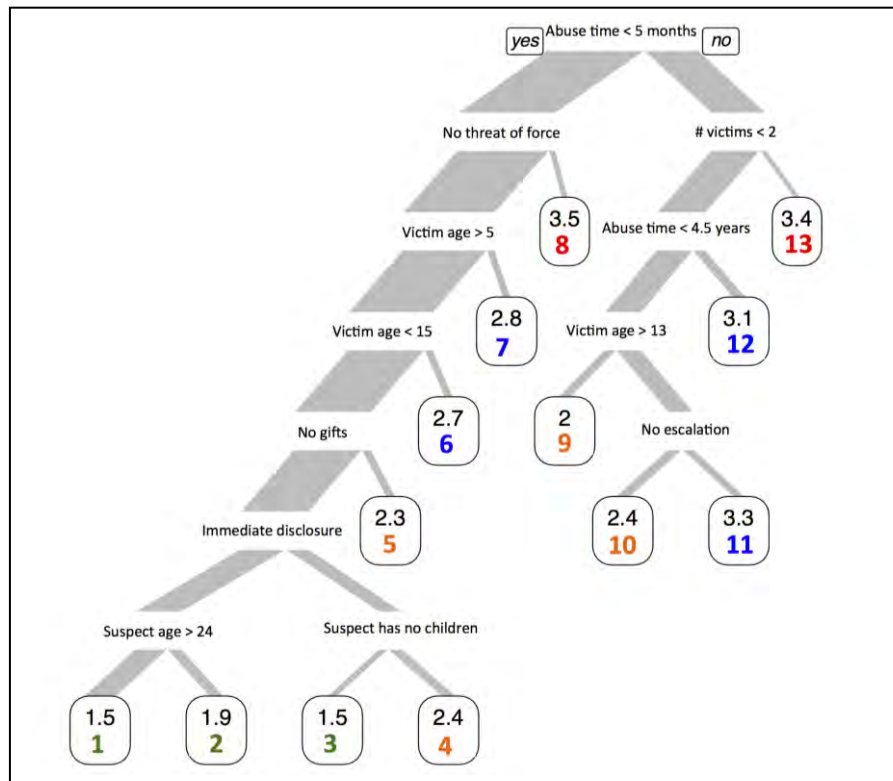 Abuse time < 5 months
yes
no
No threat of force
# victims < 2
Victim age > 5
3.5
8
Abuse time < 4.5 years
3.4
13
Victim age < 15
2.8
7
Victim age > 13
3.1
12
No gifts
2.7
6
2
9
No escalation
Immediate disclosure
2.3
5
2.4
10
3.3
11
Suspect age > 24
Suspect has no children
1.5
1
1.9
2
1.5
3
2.4
4